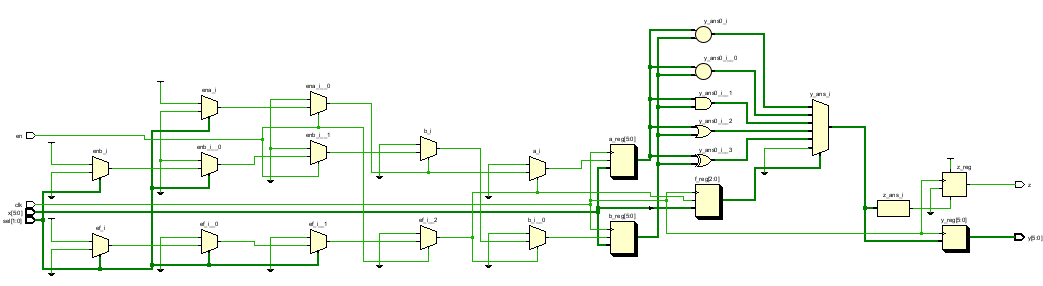 y_ans0_i
y_ans0_i__0
ena_i
ena_i__0
y_ans0_i__1
y_ans_i
en
y_ans0_i__2
enb_i
enb_i__0
enb_i__1
b_i
a_i
a_reg[5:0]
y_ans0_i__3
z_reg
f_reg[2:0]
z
clk
x[5:0]
sel[1:0]
z_ans_i
b_reg[5:0]
y_reg[5:0]
ef_i
ef_i__0
ef_i__1
ef_i__2
b_i__0
y[5:0]